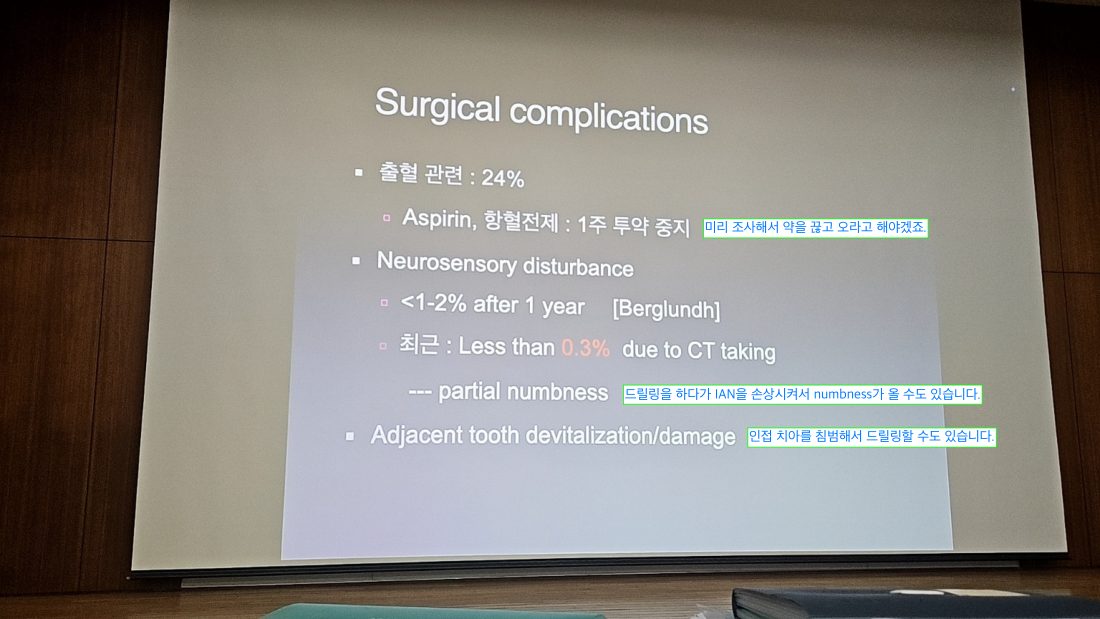 Surgical complications
▪ 출혈 관련 : 24%
▫ Aspirin, 항혈전제 : 1주 투약 중지 미리 조사해서 약을 끊고 오라고 해야겠죠.
▪ Neurosensory disturbance
▫ <1-2% after 1 year [Berglundh]
▫ 최근 : Less than 0.3% due to CT taking
--- partial numbness 드릴링을 하다가 IAN을 손상시켜서 numbness가 올 수도 있습니다.
▪ Adjacent tooth devitalization/damage 인접 치아를 침범해서 드릴링할 수도 있습니다.